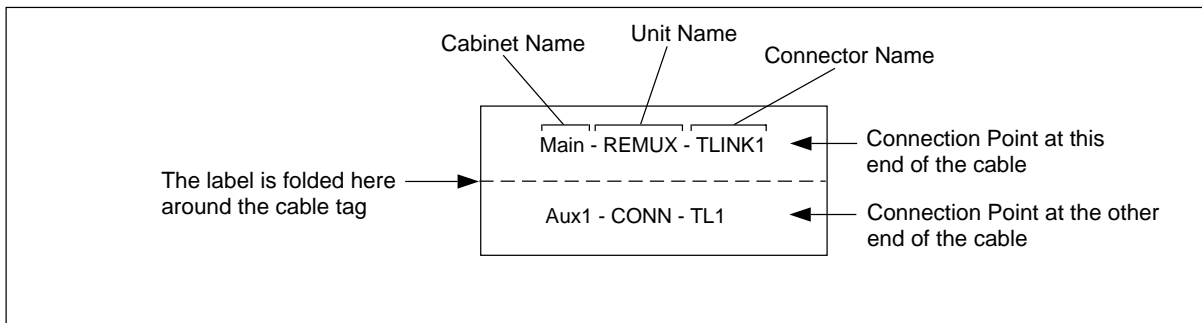 Cabinet Name
Unit Name
Connector Name
Main - REMUX - TLINK1
Connection Point at this
end of the cable
The label is folded here
around the cable tag
Aux1 - CONN - TL1
Connection Point at the other
end of the cable